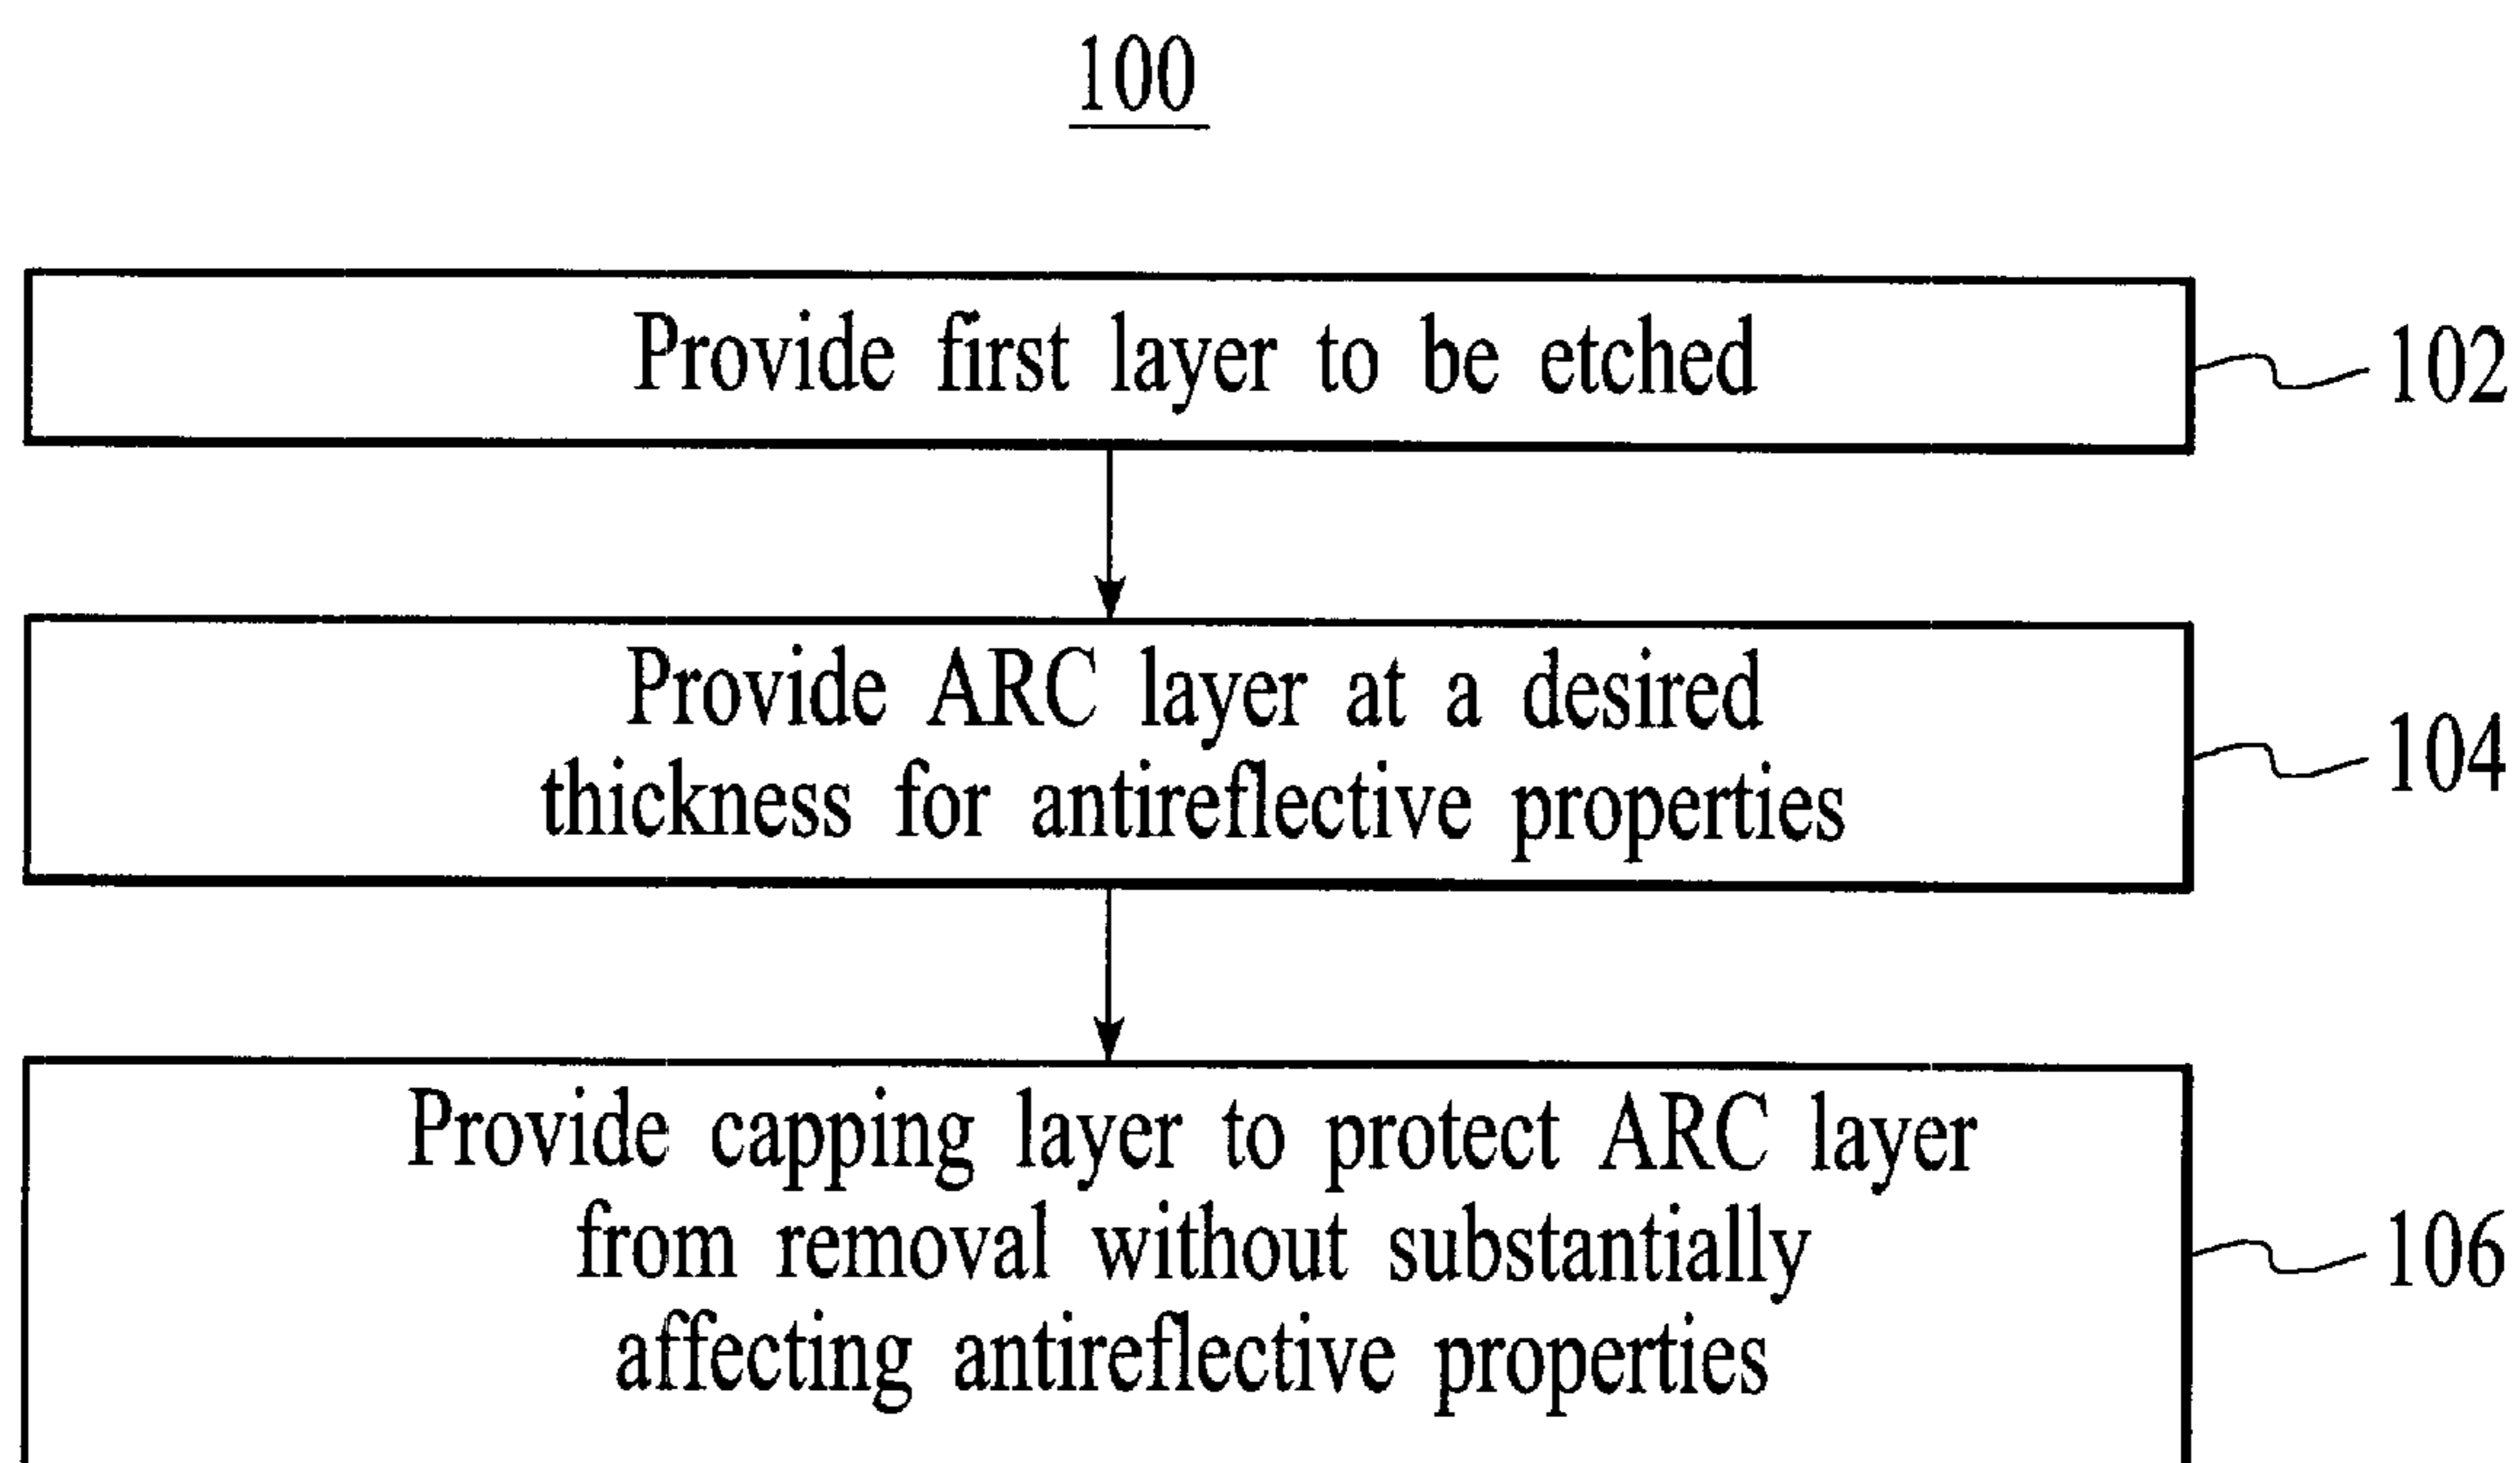 100
Provide first layer to be etched
102
Provide ARC layer at a desired
thickness for antireflective properties
104
Provide capping layer to protect ARC layer
from removal without substantially
affecting antireflective properties
106